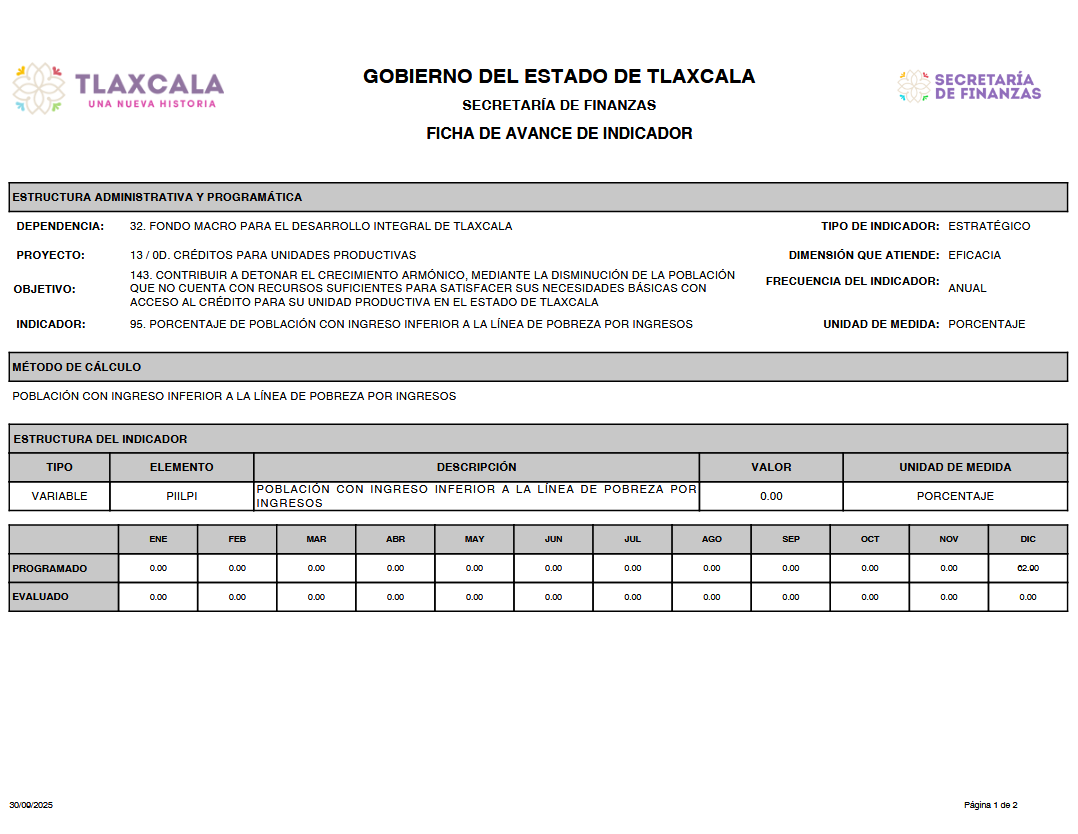 TLAXCALA
UNA NUEVA HISTORIA
GOBIERNO DEL ESTADO DE TLAXCALA
SECRETARÍA DE FINANZAS
FICHA DE AVANCE DE INDICADOR
SECRETARÍA
DE FINANZAS
ESTRUCTURA ADMINISTRATIVA Y PROGRAMÁTICA
DEPENDENCIA: 32. FONDO MACRO PARA EL DESARROLLO INTEGRAL DE TLAXCALA TIPO DE INDICADOR: ESTRATÉGICO
PROYECTO: 13 / 0D. CRÉDITOS PARA UNIDADES PRODUCTIVAS DIMENSIÓN QUE ATIENDE: EFICACIA
OBJETIVO: 143. CONTRIBUIR A DETONAR EL CRECIMIENTO ARMÓNICO, MEDIANTE LA DISMINUCIÓN DE LA POBLACIÓN
QUE NO CUENTA CON RECURSOS SUFICIENTES PARA SATISFACER SUS NECESIDADES BÁSICAS CON
ACCESO AL CRÉDITO PARA SU UNIDAD PRODUCTIVA EN EL ESTADO DE TLAXCALA
FRECUENCIA DEL INDICADOR: ANUAL
INDICADOR: 95. PORCENTAJE DE POBLACIÓN CON INGRESO INFERIOR A LA LÍNEA DE POBREZA POR INGRESOS UNIDAD DE MEDIDA: PORCENTAJE
MÉTODO DE CÁLCULO
POBLACIÓN CON INGRESO INFERIOR A LA LÍNEA DE POBREZA POR INGRESOS
ESTRUCTURA DEL INDICADOR
TIPO ELEMENTO DESCRIPCIÓN VALOR UNIDAD DE MEDIDA
VARIABLE PIILPI POBLACIÓN CON INGRESO INFERIOR A LA LÍNEA DE POBREZA POR
INGRESOS 0.00 PORCENTAJE
ENE FEB MAR ABR MAY JUN JUL AGO SEP OCT NOV DIC
PROGRAMADO 0.00 0.00 0.00 0.00 0.00 0.00 0.00 0.00 0.00 0.00 0.00
EVALUADO 0.00 0.00 0.00 0.00 0.00 0.00 0.00 0.00 0.00 0.00 0.00 0.00
30/09/2025 Página 1 de 2